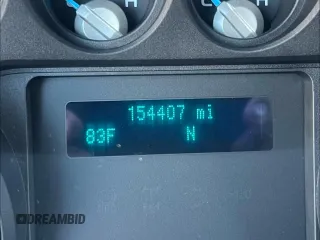 H C H
154407 mi
83F N
DREAMBID